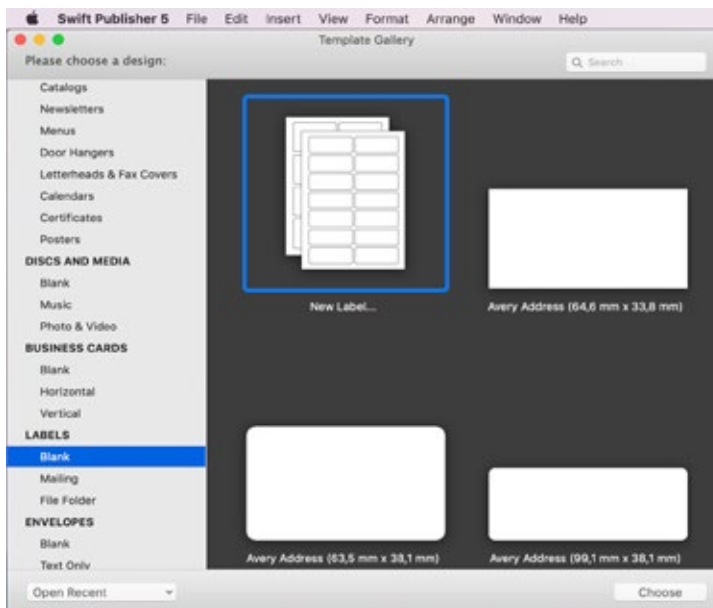 Swift Publisher 5 File Edit Insert View Format Arrange Window Help
Template Gallery
Please choose a design:
Search
Catalogs
Newsletters
Menus
Door Hangers
Letterheads & Fax Covers
Calendars
Certificates
Posters
DISCS AND MEDIA
Blank
Music
Photo & Video
BUSINESS CARDS
Blank
Horizontal
Vertical
LABELS
Blank
Mailing
File Folder
ENVELOPES
Blank
Text Only
New Label...
Avery Address (64,6 mm x 33,8 mm)
Avery Address (63,5 mm x 38,1 mm)
Avery Address (99,1 mm x 38,1 mm)
Open Recent
Choose